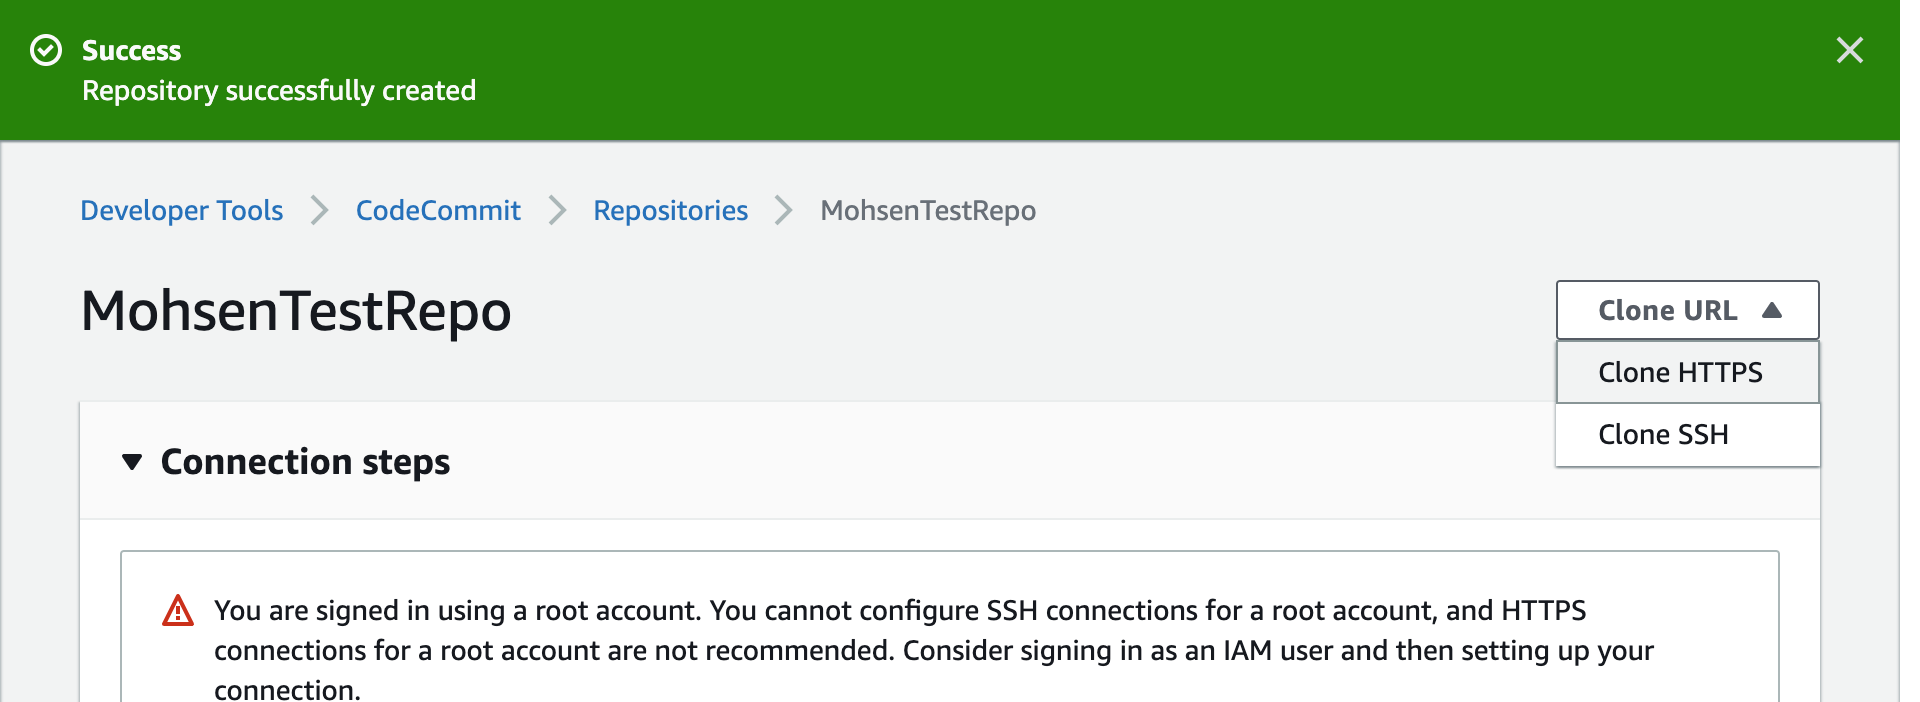 Success
Repository successfully created
Developer Tools
CodeCommit
Repositories
MohsenTestRepo
MohsenTestRepo
Clone URL
Clone HTTPS
Clone SSH
Connection steps
You are signed in using a root account. You cannot configure SSH connections for a root account, and HTTPS
connections for a root account are not recommended. Consider signing in as an IAM user and then setting up your
connection.